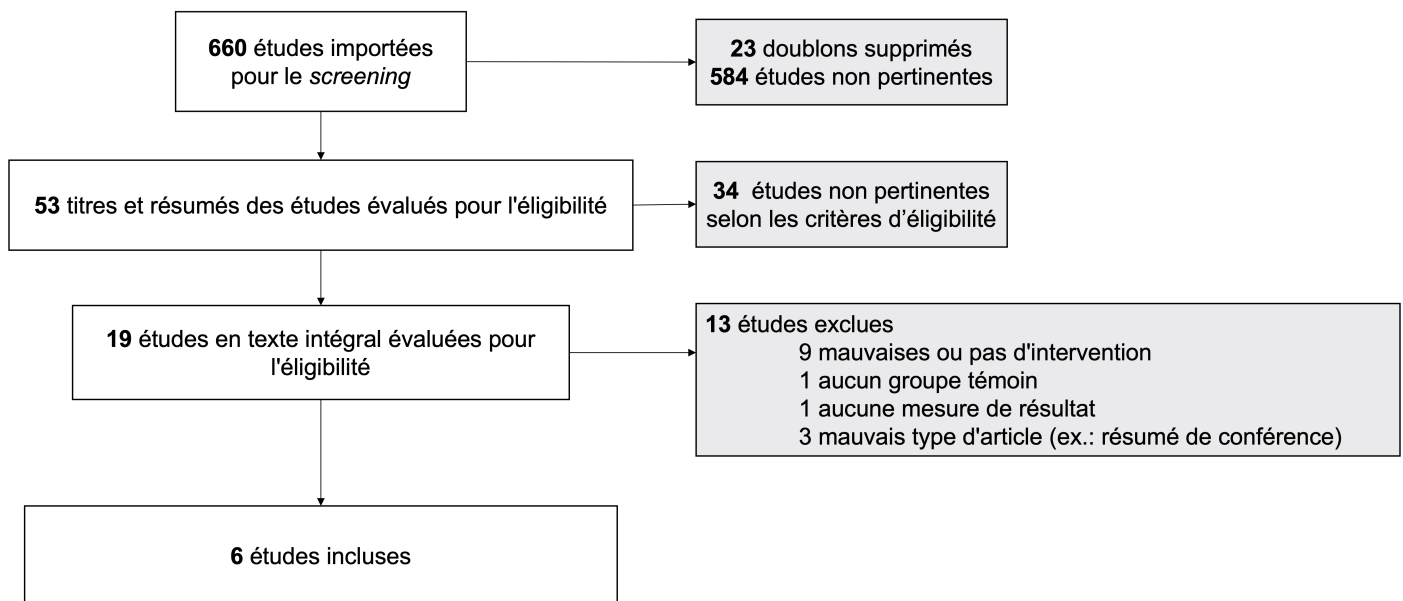 660 études importées
pour le screening
23 doublons supprimés
584 études non pertinentes
53 titres et résumés des études évalués pour l'éligibilité
34 études non pertinentes
selon les critères d’éligibilité
19 études en texte intégral évaluées pour
l'éligibilité
13 études exclues
9 mauvaises ou pas d'intervention
1 aucun groupe témoin
1 aucune mesure de résultat
3 mauvais type d'article (ex.: résumé de conférence)
6 études incluses